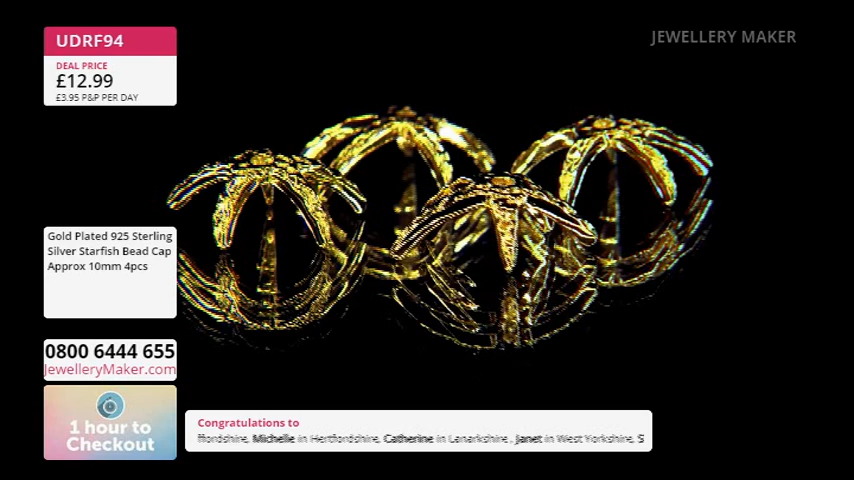 UDRF94
DEAL PRICE
£12.99
£3.95 P&P PER DAY
JEWELLERY MAKER
Gold Plated 925 Sterling
Silver Starfish Bead Cap
Approx 10mm 4pcs
0800 6444 655
JewelleryMaker.com
1 hour to
Checkout
Congratulations to
ffordshire, Michelle in Hertfordshire, Catherine in Lanarkshire , Janet in West Yorkshire, S